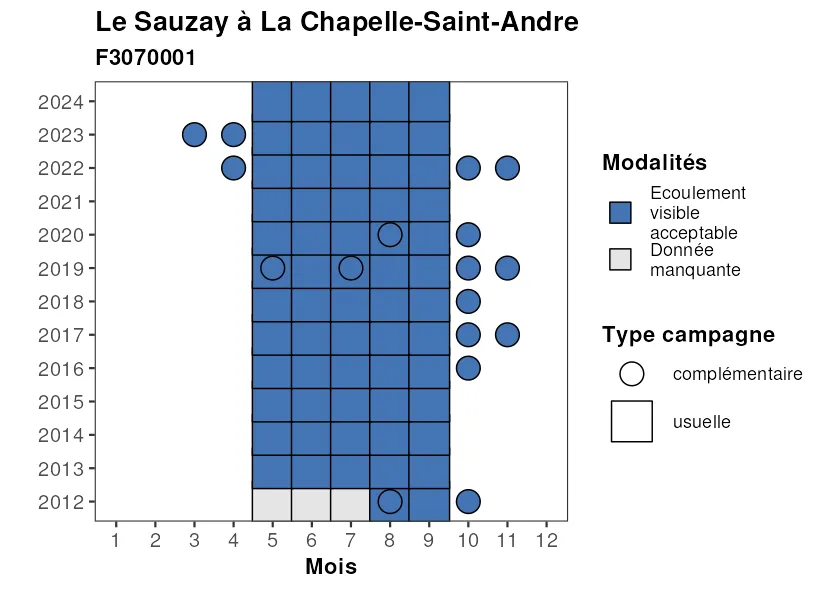 Le Sauzay à La Chapelle-Saint-Andre
F3070001
2024
2023
2022
2021
2020
2019
2018
2017
2016
2015
2014
2013
2012
1 2 3 4 5 6 7 8 9 10 11 12
Mois
Modalités
Ecoulement
visible
acceptable
Donnée
manquante
Type campagne
complémentaire
usuelle